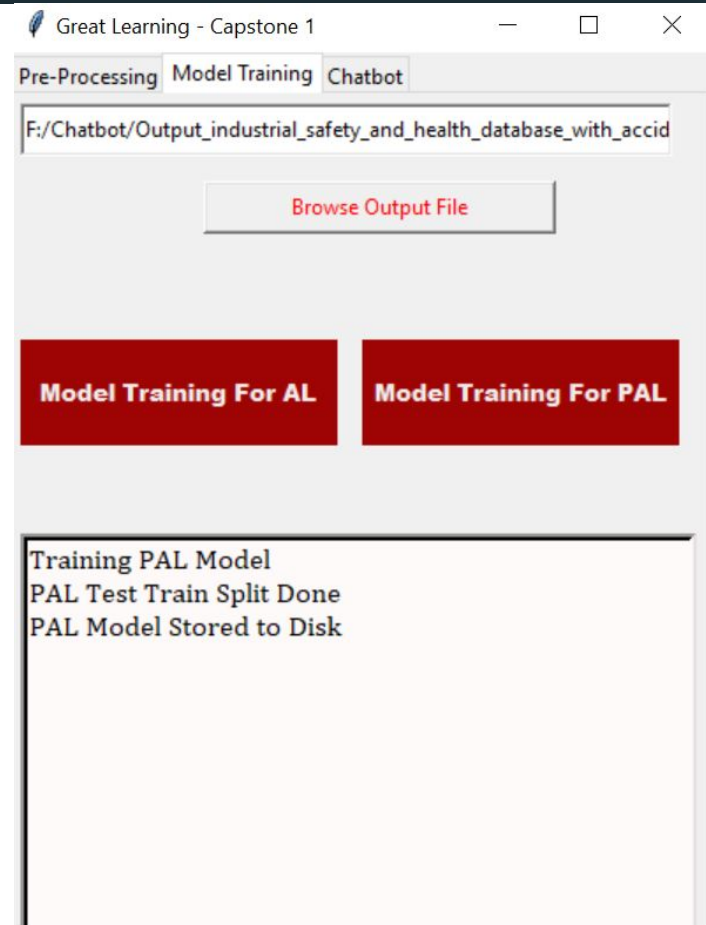 Great Learning - Capstone 1
Pre-Processing Model Training Chatbot
F:/Chatbot/Output_industrial_safety_and_health_database_with_accid
Browse Output File
Model Training For AL Model Training For PAL
Training PAL Model
PAL Test Train Split Done
PAL Model Stored to Disk